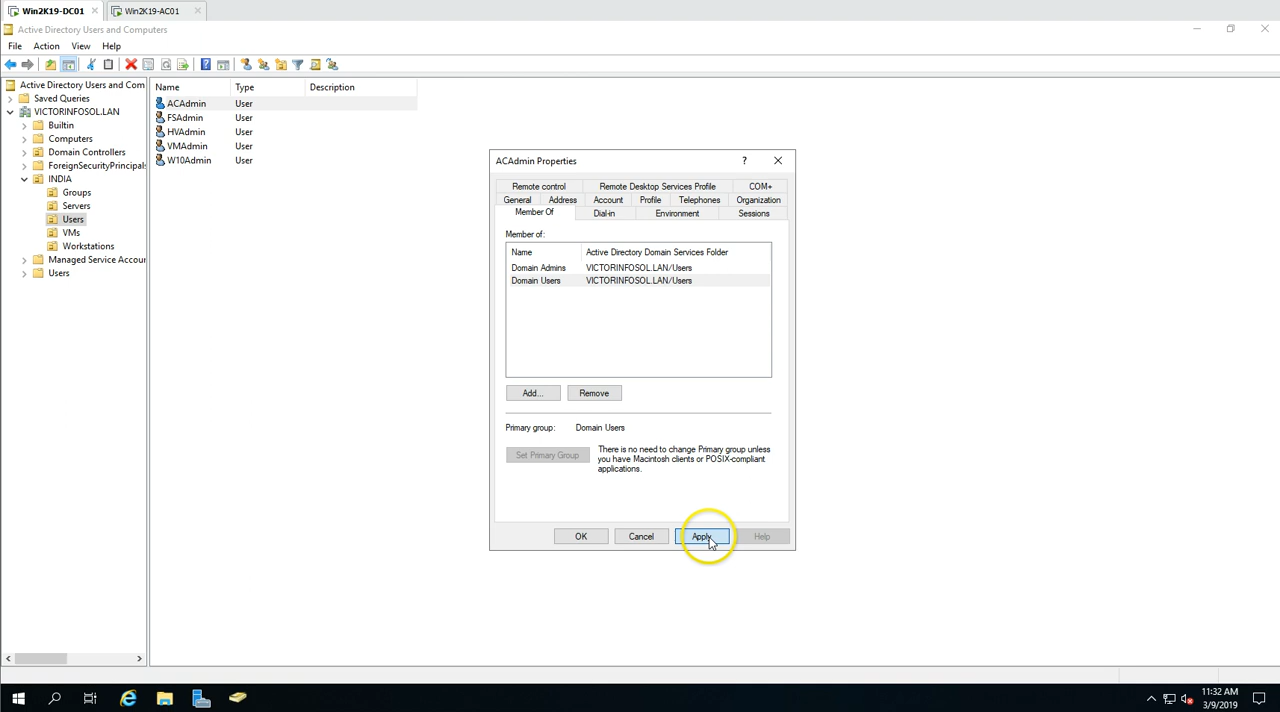 Win2K19-DC01
Win2K19-AC01
Active Directory Users and Computers
File Action View Help
Active Directory Users and Com
Saved Queries
VICTORINFOSOL.LAN
Builtin
Computers
Domain Controllers
ForeignSecurityPrincipals
INDIA
Groups
Servers
Users
VMs
Workstations
Managed Service Accour
Users
Name Type Description
ACAdmin User
FSAdmin User
HVAdmin User
VMAdmin User
W10Admin User
ACAdmin Properties
?
Remote control Remote Desktop Services Profile COM+
General Address Account Profile Telephones Organization
Member Of Dial-in Environment Sessions
Member of:
Name Active Directory Domain Services Folder
Domain Admins VICTORINFOSOL.LAN/Users
Domain Users VICTORINFOSOL.LAN/Users
Add... Remove
Primary group: Domain Users
Set Primary Group
There is no need to change Primary group unless
you have Macintosh clients or POSIX-compliant
applications.
OK Cancel Apply Help
11:32 AM
3/9/2019